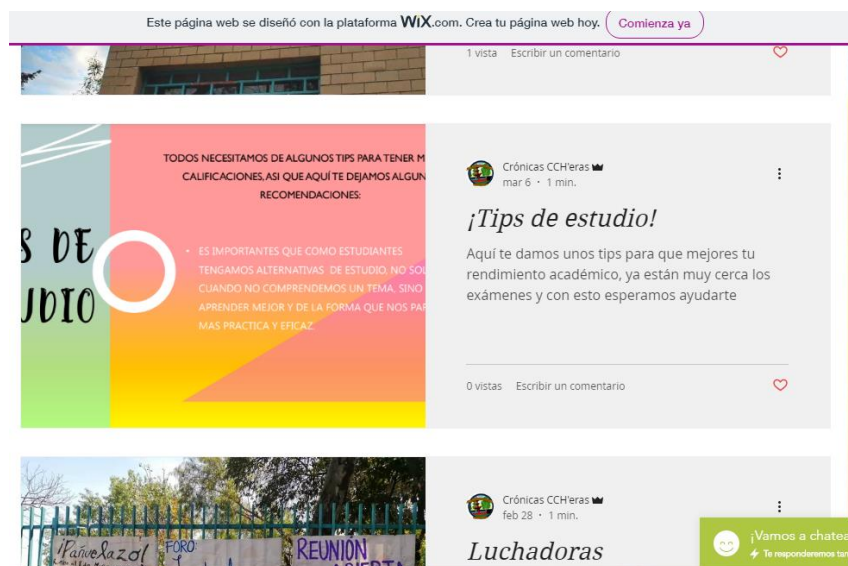 Este página web se diseñó con la plataforma WiX.com. Crea tu página web hoy. Comienza ya
1 vista Escribir un comentario
TODOS NECESITAMOS DE ALGUNOS TIPS PARA TENER M
CALIFICACIONES, ASI QUE AQUÍ TE DEJAMOS ALGUN
RECOMENDACIONES:
S DE
UDIO
• ES IMPORTANTES QUE COMO ESTUDIANTES
TENGAMOS ALTERNATIVAS DE ESTUDIO, NO SOL
CUANDO NO COMPRENDEMOS UN TEMA, SINO
APRENDER MEJOR Y DE LA FORMA QUE NOS PAR
MAS PRACTICA Y EFICAZ.
Crónicas CCH'eras
mar 6 · 1 min.
¡Tips de estudio!
Aquí te damos unos tips para que mejores tu
rendimiento académico, ya están muy cerca los
exámenes y con esto esperamos ayudarte
0 vistas Escribir un comentario
¡Pañuelazo!
FORO:
REUNIÓN
Crónicas CCH'eras
feb 28 · 1 min.
Luchadoras
¡Vamos a chatea
Te responderemos tan